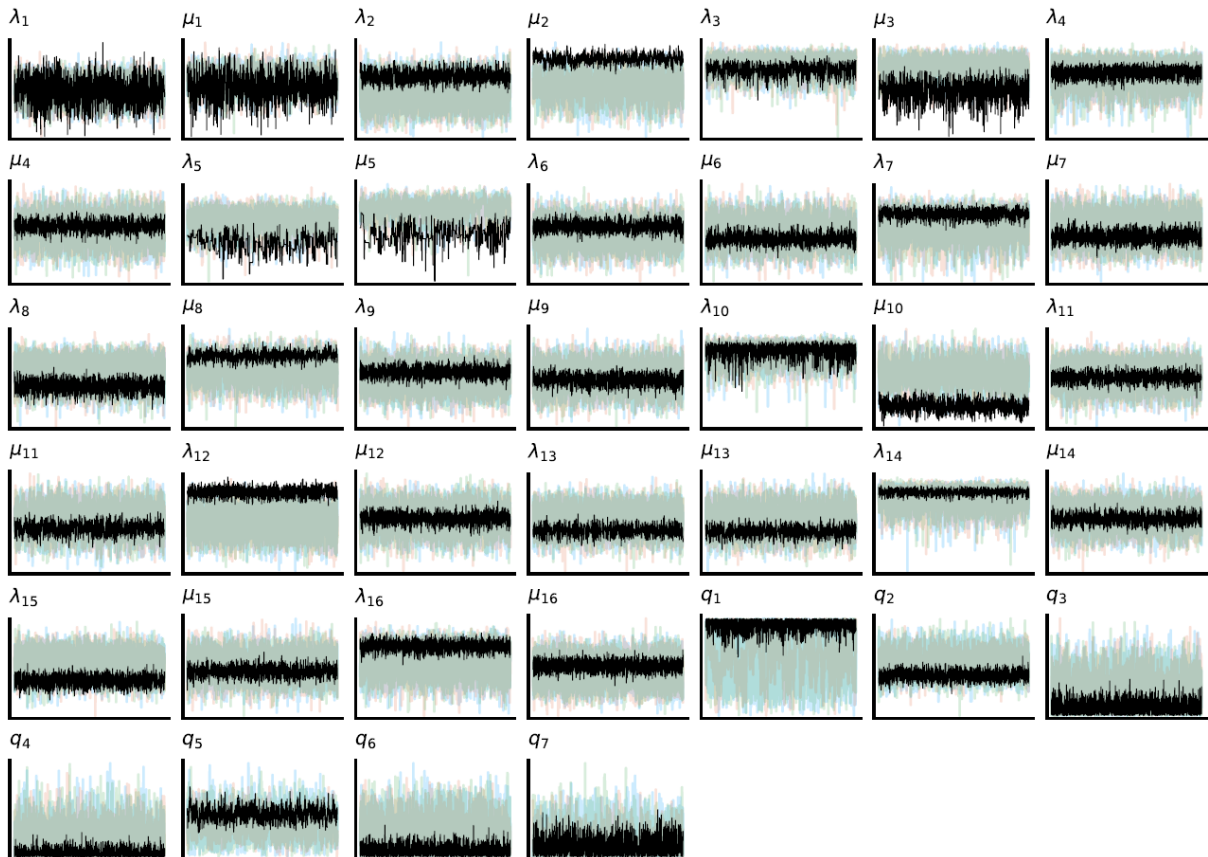 λ₁ μ₁ λ₂ μ₂ λ₃ μ₃ λ₄
μ₄ λ₅ μ₅ λ₆ μ₆ λ₇ μ₇
λ₈ μ₈ λ₉ μ₉ λ₁₀ μ₁₀ λ₁₁
μ₁₁ λ₁₂ μ₁₂ λ₁₃ μ₁₃ λ₁₄ μ₁₄
λ₁₅ μ₁₅ λ₁₆ μ₁₆ q₁ q₂ q₃
q₄ q₅ q₆ q₇